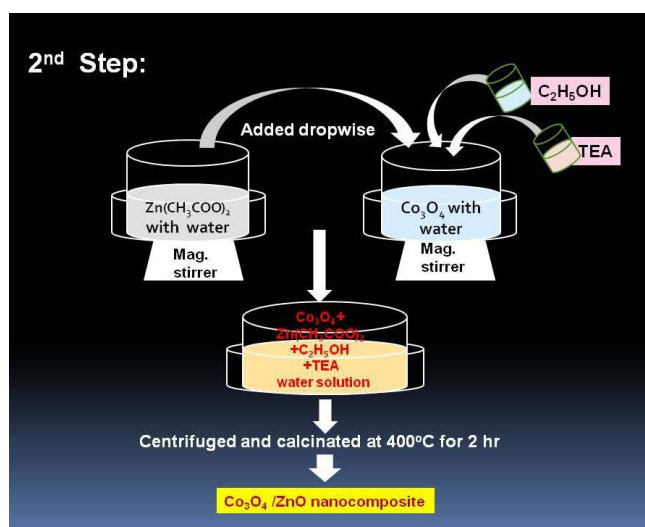 2nd Step:
C₂H₅OH
Added dropwise
TEA
Zn(CH₃COO)₂
with water
Co₃O₄ with
water
Mag.
stirrer
Mag.
stirrer
Co₃O₄+
Zn(CH₃COO)₂
+C₂H₅OH
+TEA
water solution
Centrifuged and calcinated at 400°C for 2 hr
Co₃O₄ /ZnO nanocomposite